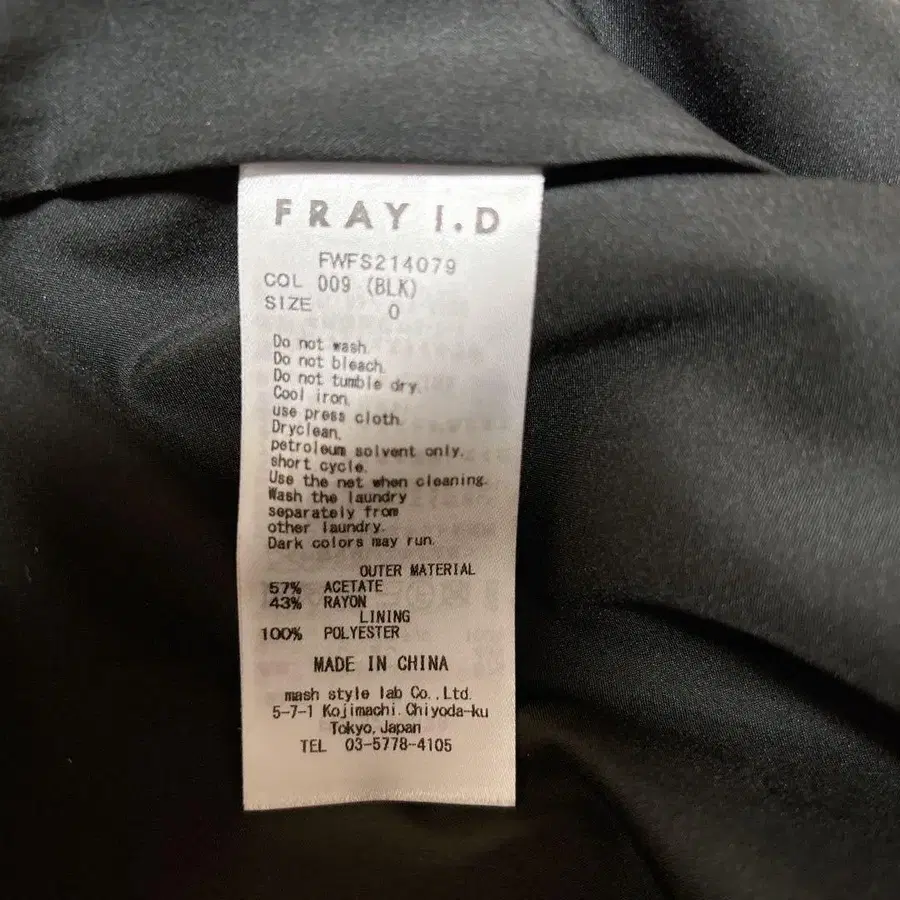 FRAY I.D
FWFS214079
COL 009 (BLK)
SIZE 0
Do not wash.
Do not bleach.
Do not tumble dry.
Cool iron.
use press cloth.
Dryclean,
petroleum solvent only.
short cycle.
Use the net when cleaning.
Wash the laundry
separately from
other laundry.
Dark colors may run.
OUTER MATERIAL
57% ACETATE
43% RAYON
LINING
100% POLYESTER
MADE IN CHINA
mash style lab Co.,Ltd.
5-7-1 Kojimachi,Chiyoda-ku
Tokyo,Japan
TEL 03-5778-4105